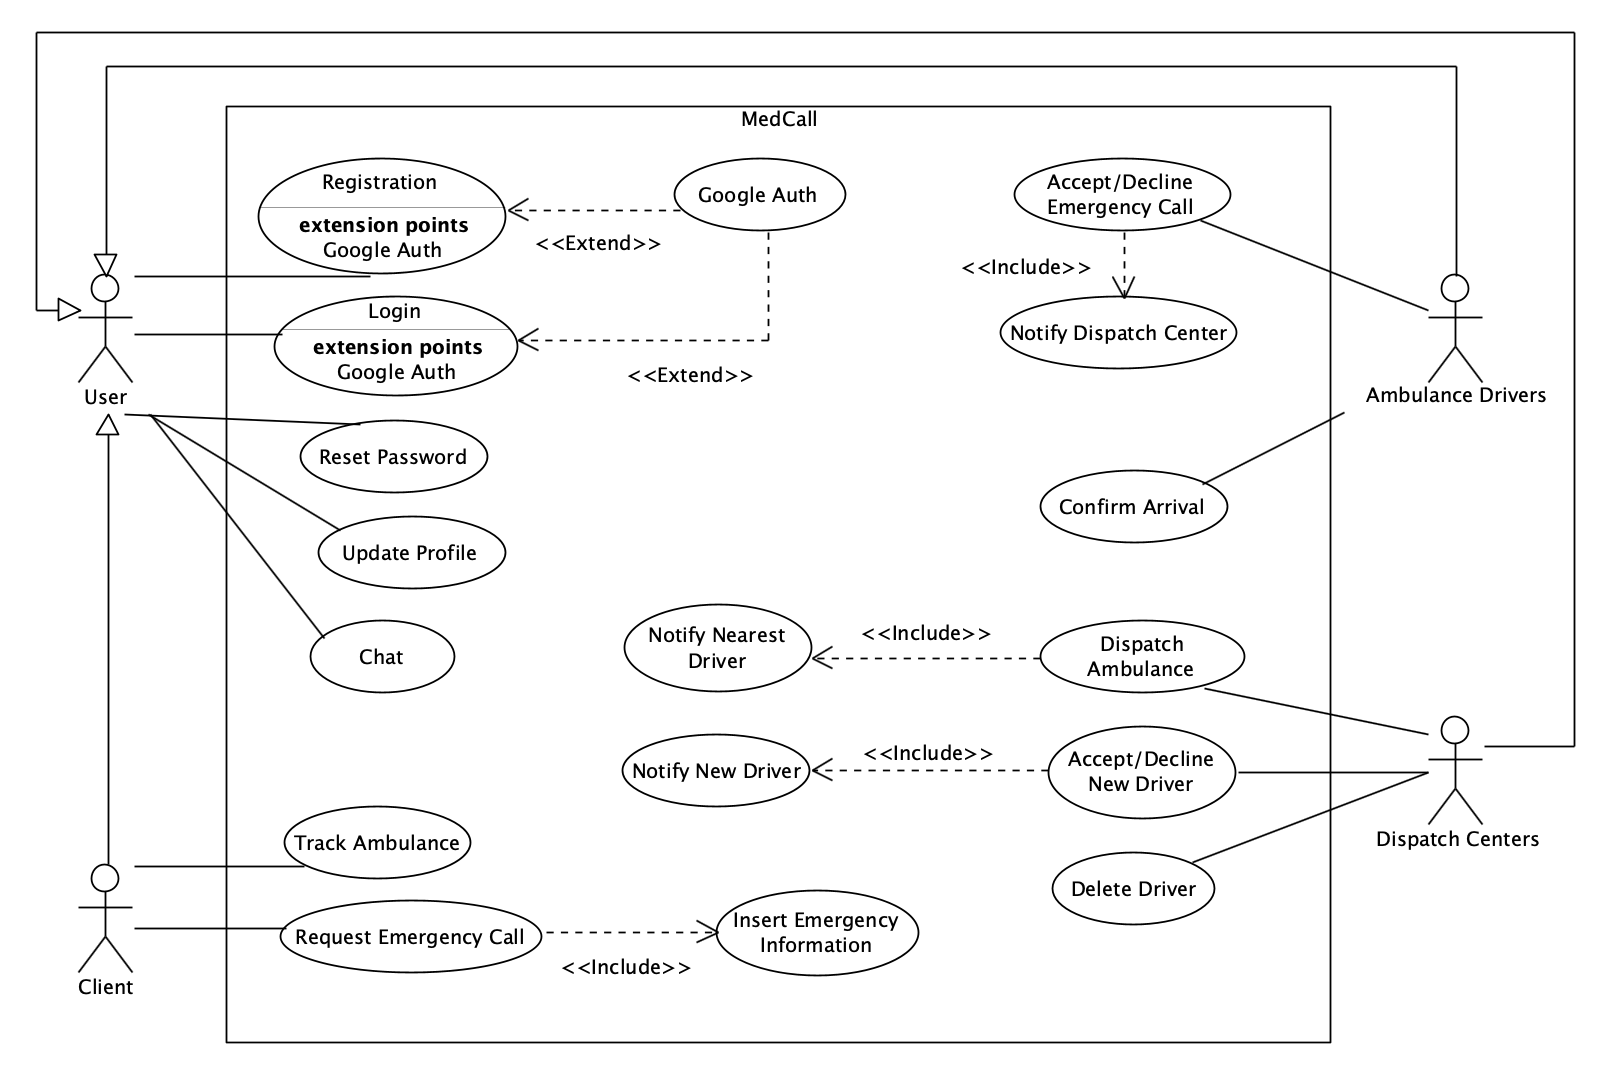 MedCall
Registration
extension points
Google Auth
Google Auth
<<Extend>>
Accept/Decline
Emergency Call
<<Include>>
Login
extension points
Google Auth
<<Extend>>
Notify Dispatch Center
User
Ambulance Drivers
Reset Password
Confirm Arrival
Update Profile
Chat
Notify Nearest
Driver
<<Include>>
Dispatch
Ambulance
Notify New Driver
<<Include>>
Accept/Decline
New Driver
Dispatch Centers
Track Ambulance
Delete Driver
Request Emergency Call
<<Include>>
Insert Emergency
Information
Client